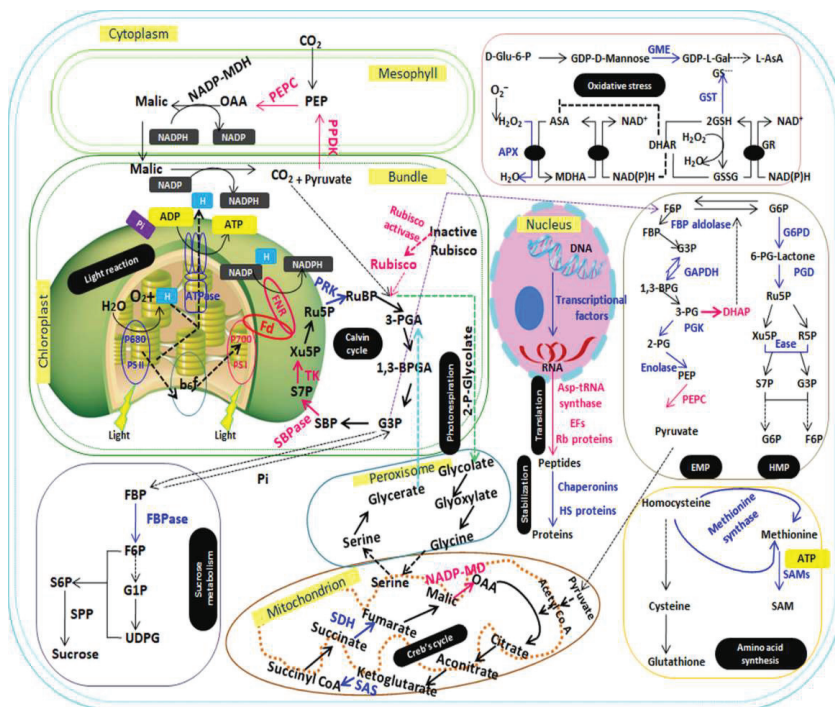 Cytoplasm
CO2
Mesophyll
NADP-MDH
Malic
OAA
PEPC
PEP
NADPH
NADP
PPDK
Malic
NADP
NADPH
CO2 + Pyruvate
Bundle
H
ADP
ATP
Pi
Light reaction
H
NADP
NADPH
Rubisco activase
Inactive Rubisco
Rubisco
Chloroplast
H2O
O2+
H
ATPase
FNR
Fd
P680
PS II
b6f
P700
PS I
Light
Light
PRK
RuBP
Ru5P
3-PGA
Calvin cycle
Xu5P
TK
S7P
1,3-BPGA
SBPase
SBP
G3P
Photorespiration
2-P-Glycolate
Pi
D-Glu-6-P
GDP-D-Mannose
GME
GDP-L-Gal
L-AsA
GS
Oxidative stress
GST
O2−
H2O2
ASA
NAD+
2GSH
NAD+
APX
DHAR
H2O2
H2O
GR
H2O
MDHA
NAD(P)H
GSSG
NAD(P)H
Nucleus
DNA
Transcriptional factors
RNA
Translation
Asp-tRNA synthase
EFs
Rb proteins
Peptides
Stabilization
Chaperonins
HS proteins
Proteins
F6P
G6P
FBP
FBP aldolase
G3P
G6PD
6-PG-Lactone
GAPDH
PGD
1,3-BPG
Ru5P
3-PG
DHAP
PGK
2-PG
Xu5P
R5P
Ease
Enolase
PEP
S7P
G3P
PEPC
Pyruvate
G6P
F6P
EMP
HMP
Peroxisome
Glycolate
Glycerate
Glyoxylate
Serine
Glycine
FBP
FBPase
F6P
S6P
G1P
SPP
UDPG
Sucrose
Sucrose metabolism
Mitochondrion
Serine
NADP-MD
Malic
OAA
Acetyl Co.A
Pyruvate
Fumarate
SDH
Succinate
Creb's cycle
Citrate
Aconitrate
Ketoglutarate
SAS
Succinyl CoA
Homocysteine
Methionine synthase
Methionine
ATP
SAMs
SAM
Cysteine
Glutathione
Amino acid synthesis